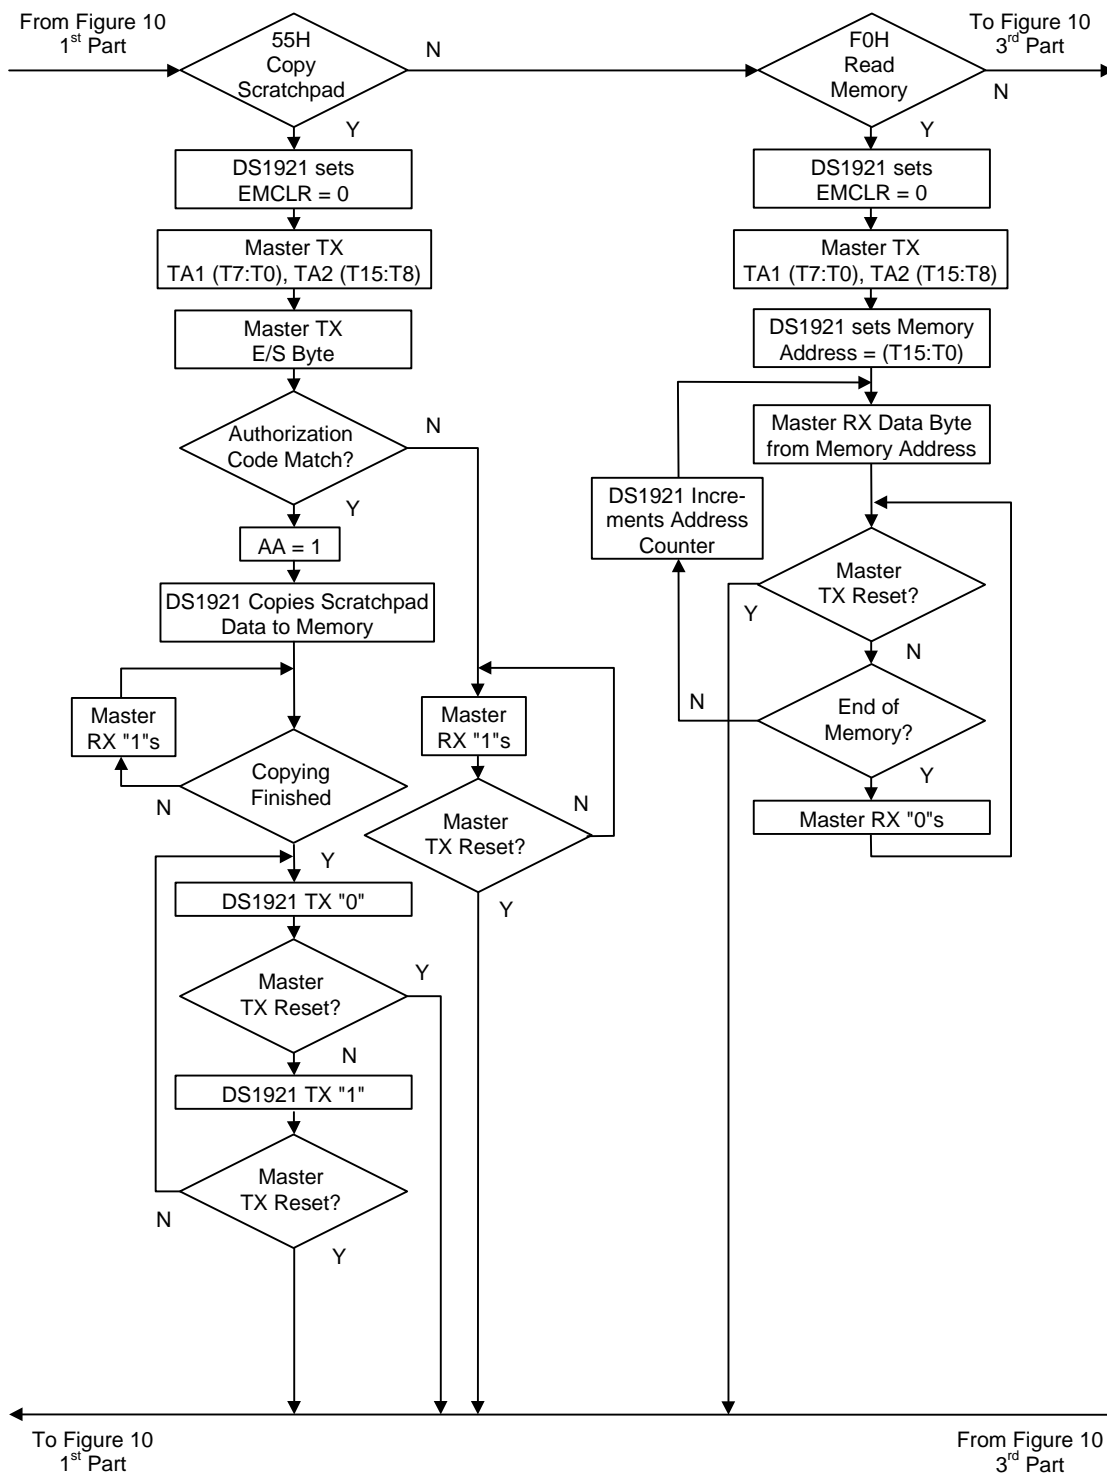 From Figure 10
1st Part
55H
Copy
Scratchpad
N
Y
F0H
Read
Memory
N
Y
To Figure 10
3rd Part
DS1921 sets
EMCLR = 0
Master TX
TA1 (T7:T0), TA2 (T15:T8)
Master TX
E/S Byte
Authorization
Code Match?
N
Y
AA = 1
DS1921 Copies Scratchpad
Data to Memory
Master
RX "1"s
Copying
Finished
N
Y
DS1921 TX "0"
Master
TX Reset?
Y
N
DS1921 TX "1"
Master
TX Reset?
N
Y
Master
RX "1"s
Master
TX Reset?
N
Y
DS1921 sets
EMCLR = 0
Master TX
TA1 (T7:T0), TA2 (T15:T8)
DS1921 sets Memory
Address = (T15:T0)
Master RX Data Byte
from Memory Address
DS1921 Incre-
ments Address
Counter
Master
TX Reset?
Y
N
End of
Memory?
N
Y
Master RX "0"s
To Figure 10
1st Part
From Figure 10
3rd Part